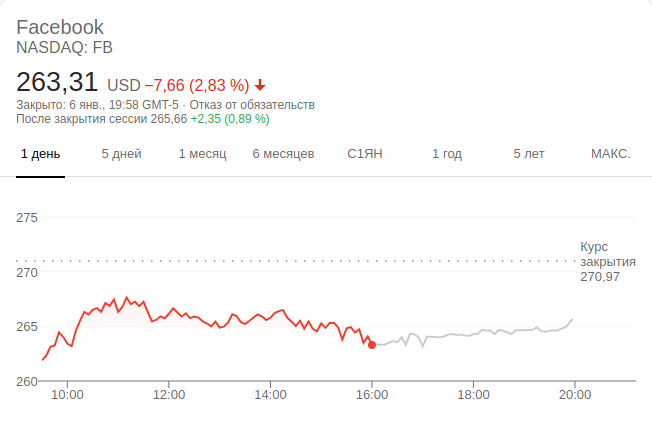 Facebook
NASDAQ: FB
263,31 USD −7,66 (2,83 %)
Закрыто: 6 янв., 19:58 GMT-5 · Отказ от обязательств
После закрытия сессии 265,66 +2,35 (0,89 %)
1 день 5 дней 1 месяц 6 месяцев С1ЯН 1 год 5 лет МАКС.
275
Курс
закрытия
270,97
270
265
260
10:00 12:00 14:00 16:00 18:00 20:00